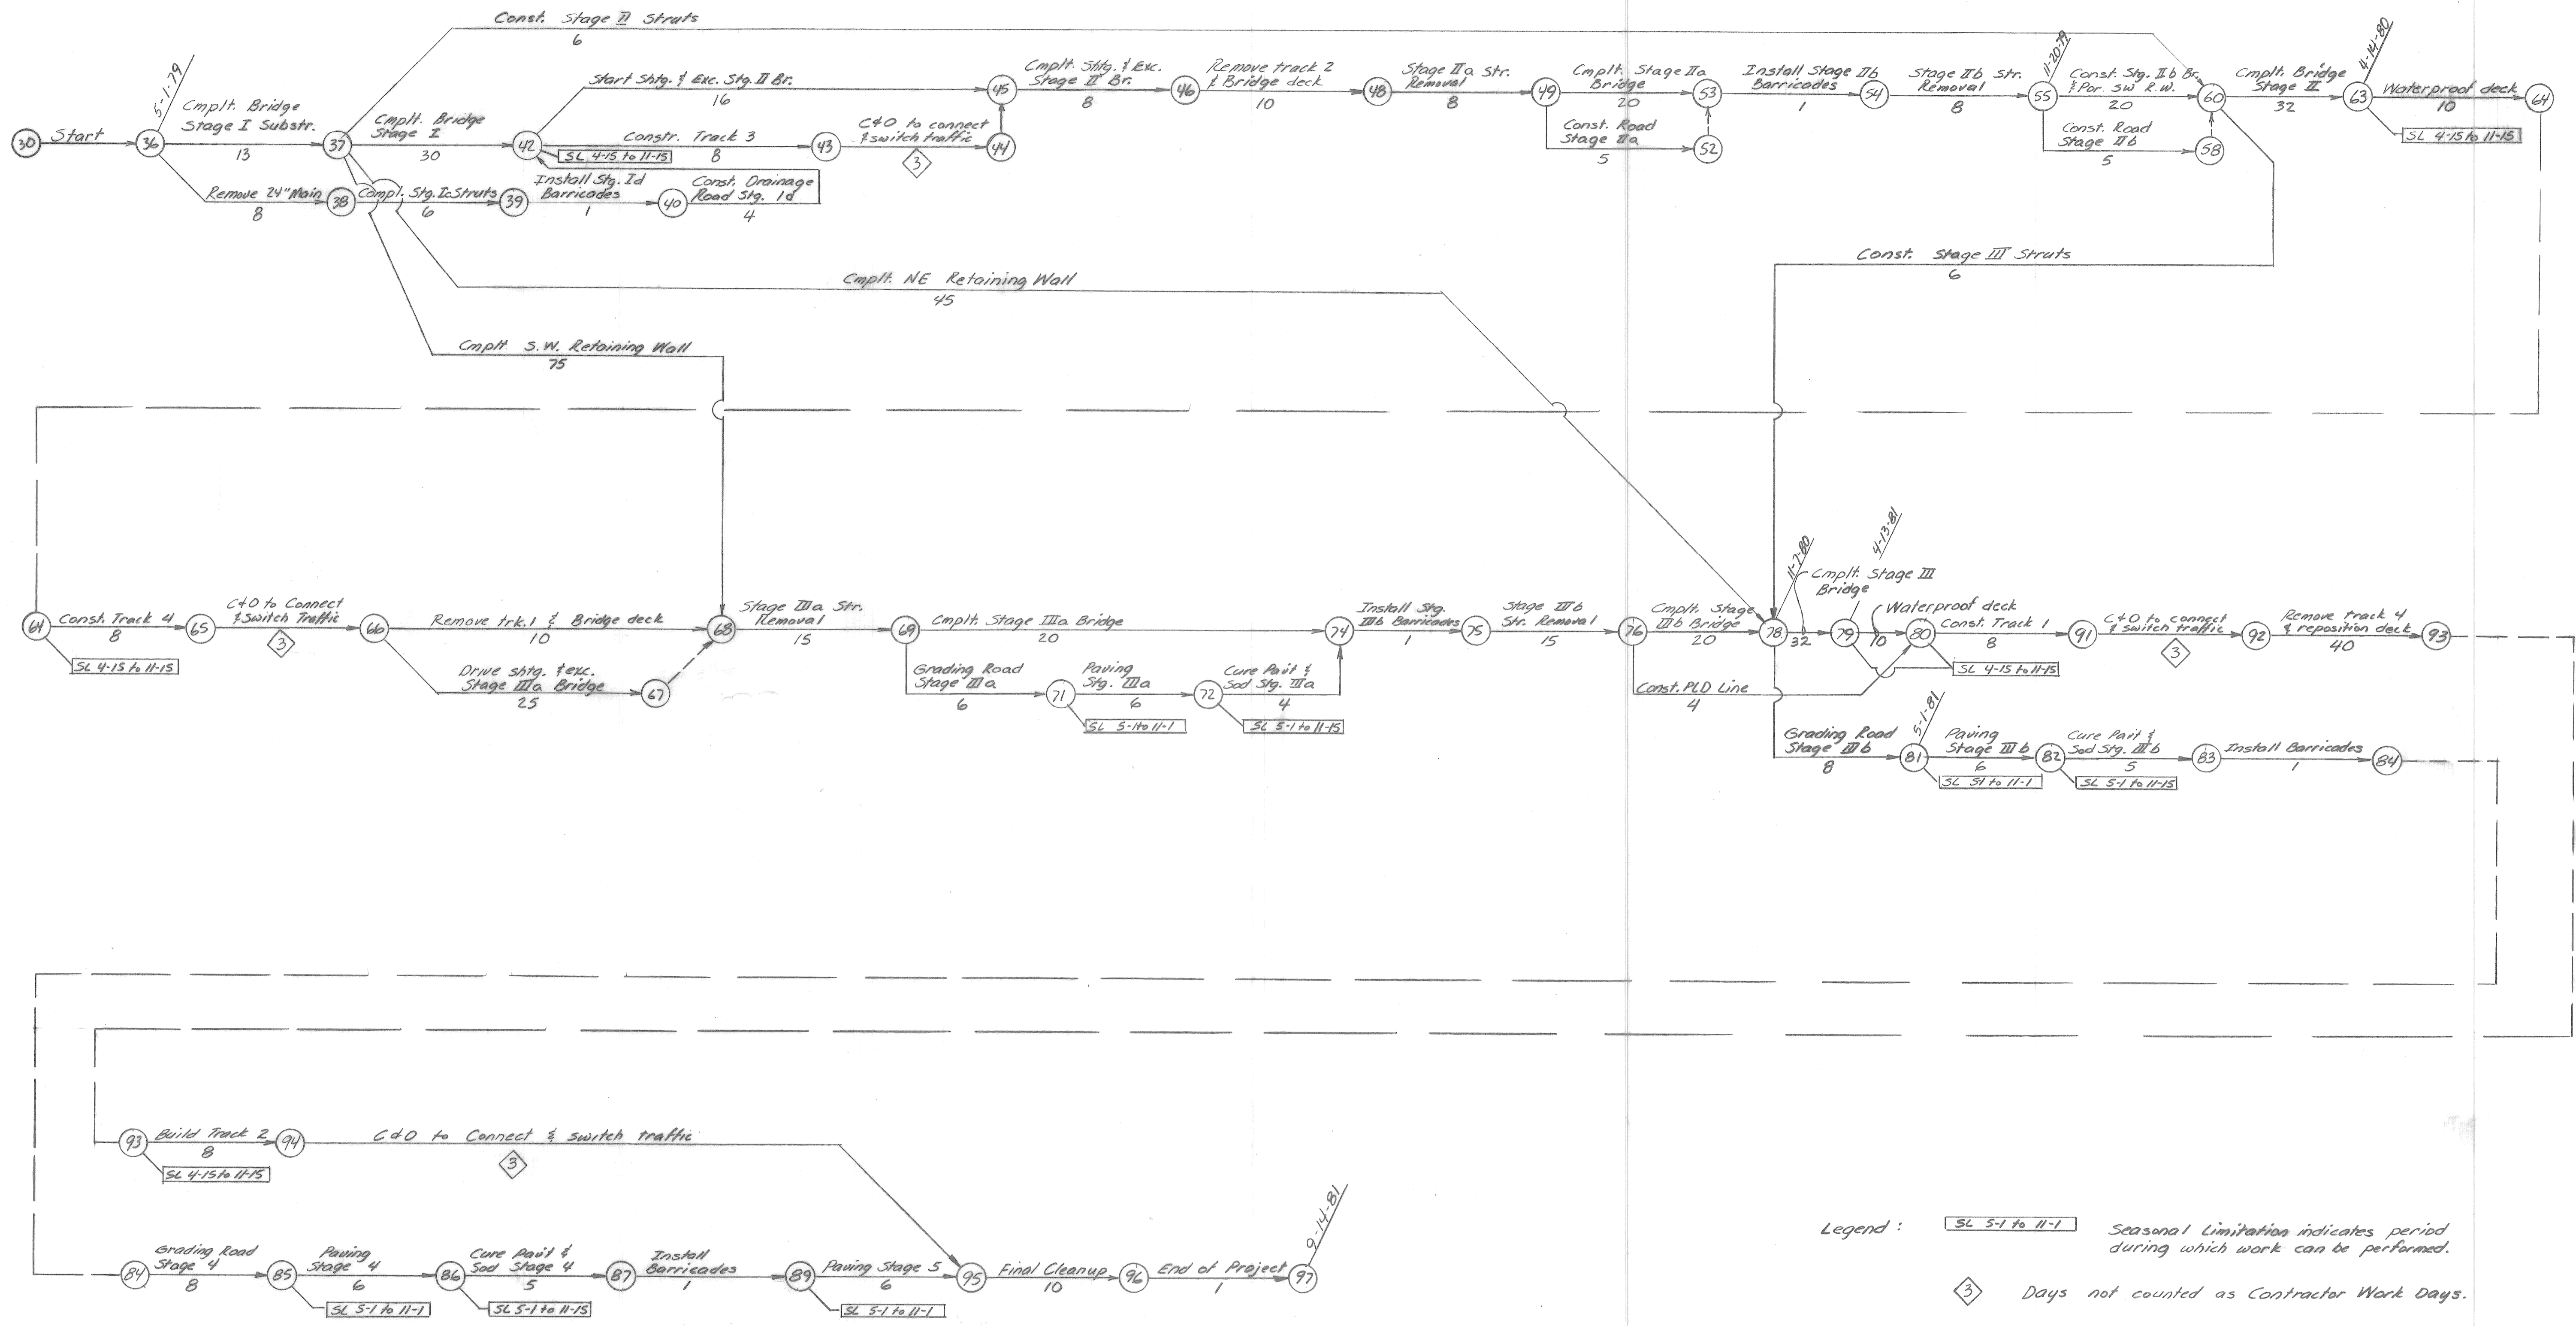 Const. Stage II Struts
6
5-1-79
Cmplt. Bridge
Stage I Substr.
13
30
Start
36
37
Cmplt. Bridge
Stage I
30
42
Start Shtg. & Exc. Stg. II Br.
16
Constr. Track 3
8
SL 4-15 to 11-15
43
C&O to connect
& switch traffic
3
44
45
Cmplt. Shtg. & Exc.
Stage II Br.
8
46
Remove track 2
& Bridge deck
10
48
Stage IIa Str.
Removal
8
49
Cmplt. Stage IIa
Bridge
20
53
Const. Road
Stage IIa
5
52
Install Stage IIb
Barricades
1
54
Stage IIb Str.
Removal
8
55
11-20-79
Const. Stg. IIb Br.
& Por. SW R.W.
20
60
Const. Road
Stage IIb
5
58
Cmplt. Bridge
Stage II
32
63
4-14-80
Waterproof deck
10
64
SL 4-15 to 11-15
Remove 24" Main
8
38
Compl. Stg. Ic Struts
6
39
Install Stg. Id
Barricades
1
40
Const. Drainage
Road Stg. Id
4
Const. Stage III Struts
6
Cmplt. NE Retaining Wall
45
Cmplt. S.W. Retaining Wall
75
64
Const. Track 4
8
SL 4-15 to 11-15
65
C&O to Connect
& Switch Traffic
3
66
Remove trk. 1 & Bridge deck
10
68
Drive shtg. & exc.
Stage IIIa Bridge
25
67
Stage IIIa Str.
Removal
15
69
Cmplt. Stage IIIa Bridge
20
74
Grading Road
Stage IIIa
6
71
SL 5-1 to 11-1
Paving
Stg. IIIa
6
72
SL 5-1 to 11-15
Cure Pav't &
Sod Stg. IIIa
4
Install Stg.
IIIb Barricades
1
75
Stage IIIb
Str. Removal
15
76
Cmplt. Stage
IIIb Bridge
20
78
Const. PLD Line
4
11-7-80
Cmplt. Stage III
Bridge
32
79
4-13-81
Waterproof deck
10
80
SL 4-15 to 11-15
Const. Track 1
8
91
C&O to connect
& switch traffic
3
92
Remove track 4
& reposition deck
40
93
Grading Road
Stage IIIb
8
81
5-1-81
SL 51 to 11-1
Paving
Stage IIIb
6
82
SL 5-1 to 11-15
Cure Pav't &
Sod Stg. IIIb
5
83
Install Barricades
1
84
93
Build Track 2
8
SL 4-15 to 11-15
94
C&O to Connect & switch traffic
3
84
Grading Road
Stage 4
8
85
SL 5-1 to 11-1
Paving
Stage 4
6
86
SL 5-1 to 11-15
Cure Pav't &
Sod Stage 4
5
87
Install
Barricades
1
89
SL 5-1 to 11-1
Paving Stage 5
6
95
Final Cleanup
10
96
End of Project
1
97
9-14-81
Legend :
SL 5-1 to 11-1
Seasonal Limitation indicates period
during which work can be performed.
3
Days not counted as Contractor Work Days.